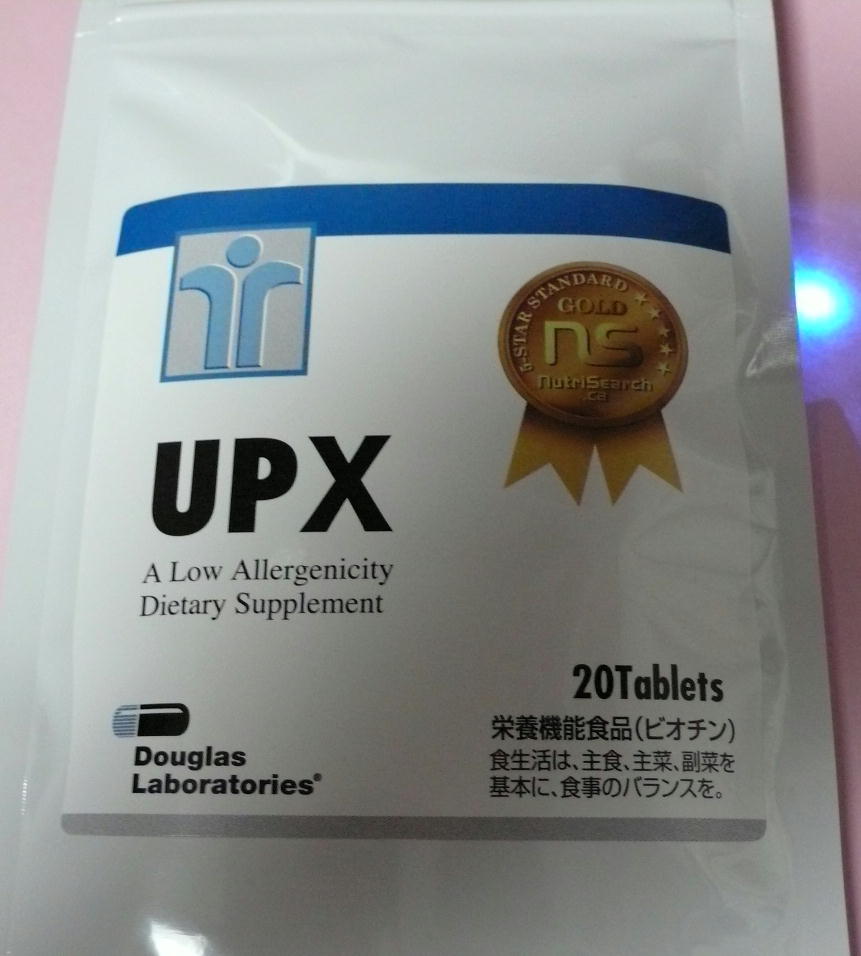 5-STAR STANDARD
GOLD
ns
NutriSearch
.ca
UPX
A Low Allergenicity
Dietary Supplement
20Tablets
栄養機能食品(ビオチン)
食生活は、主食、主菜、副菜を
基本に、食事のバランスを。
Douglas
Laboratories®